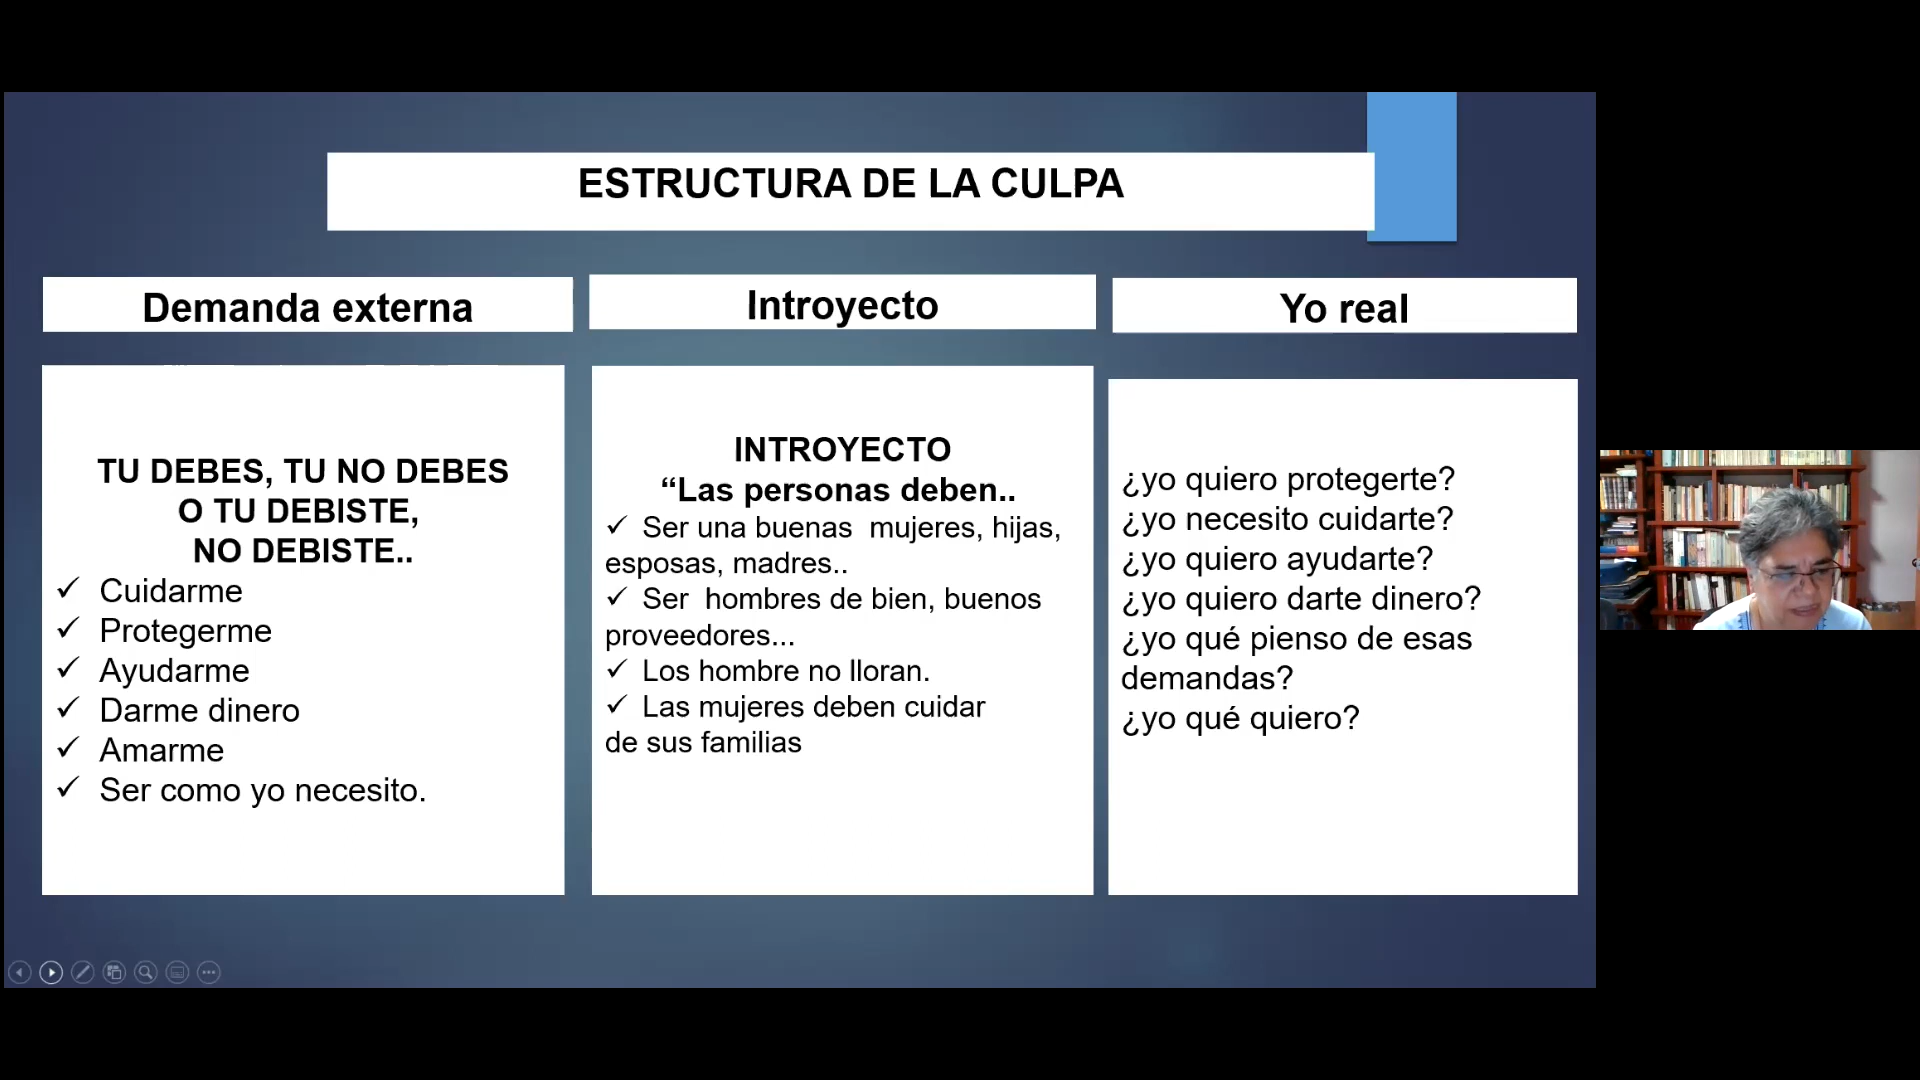 ESTRUCTURA DE LA CULPA
Demanda externa
TU DEBES, TU NO DEBES
O TU DEBISTE,
NO DEBISTE..
✓ Cuidarme
✓ Protegerme
✓ Ayudarme
✓ Darme dinero
✓ Amarme
✓ Ser como yo necesito.
Introyecto
INTROYECTO
“Las personas deben..
✓ Ser una buenas mujeres, hijas,
esposas, madres..
✓ Ser hombres de bien, buenos
proveedores...
✓ Los hombre no lloran.
✓ Las mujeres deben cuidar
de sus familias
Yo real
¿yo quiero protegerte?
¿yo necesito cuidarte?
¿yo quiero ayudarte?
¿yo quiero darte dinero?
¿yo qué pienso de esas
demandas?
¿yo qué quiero?